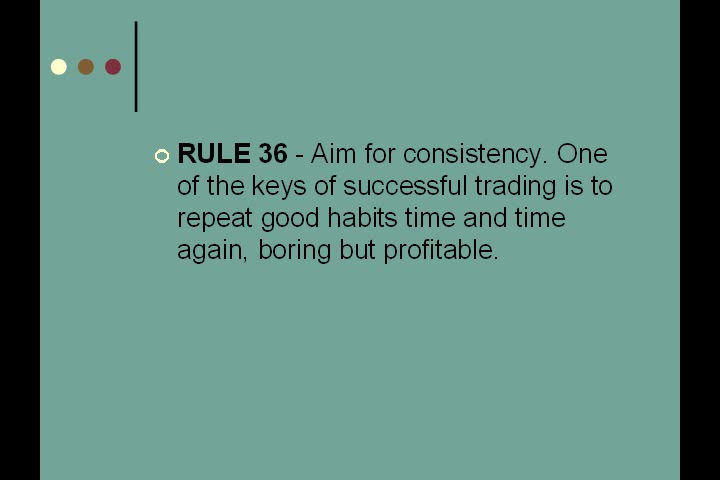 RULE 36 - Aim for consistency. One
of the keys of successful trading is to
repeat good habits time and time
again, boring but profitable.